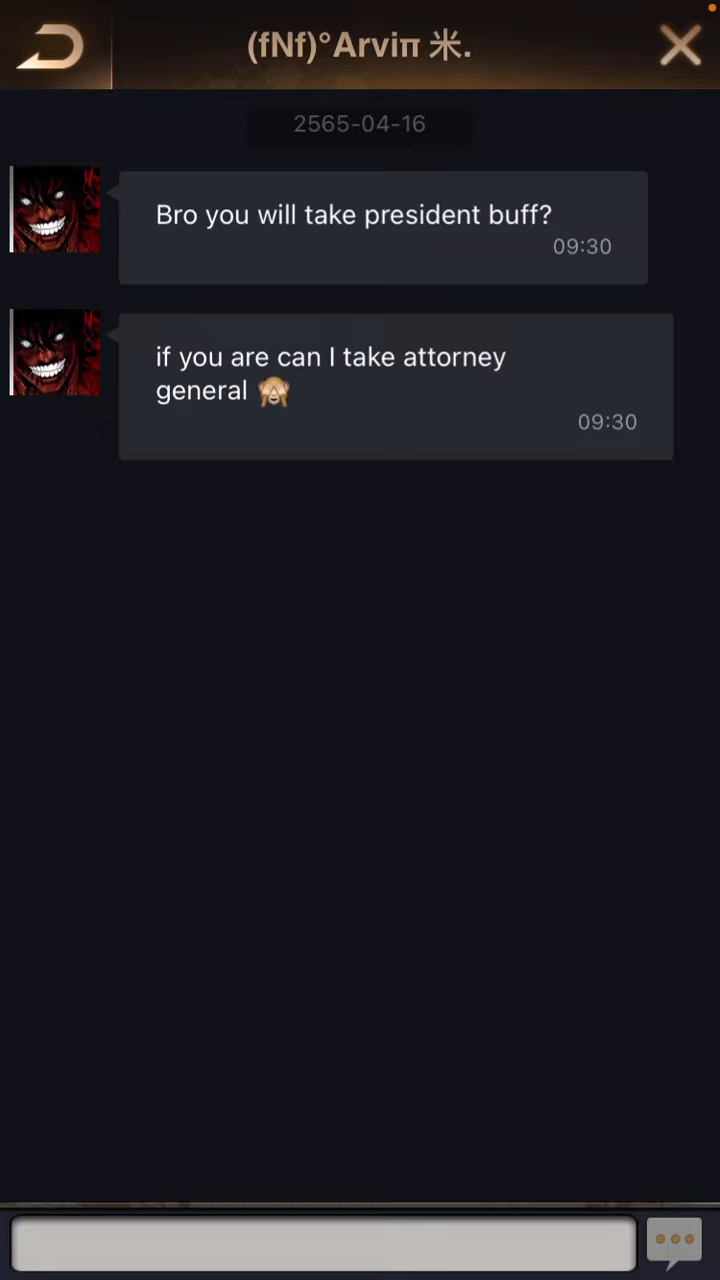 (fNf)°Arviπ 米.
2565-04-16
Bro you will take president buff?
09:30
if you are can I take attorney
general 🙈
09:30